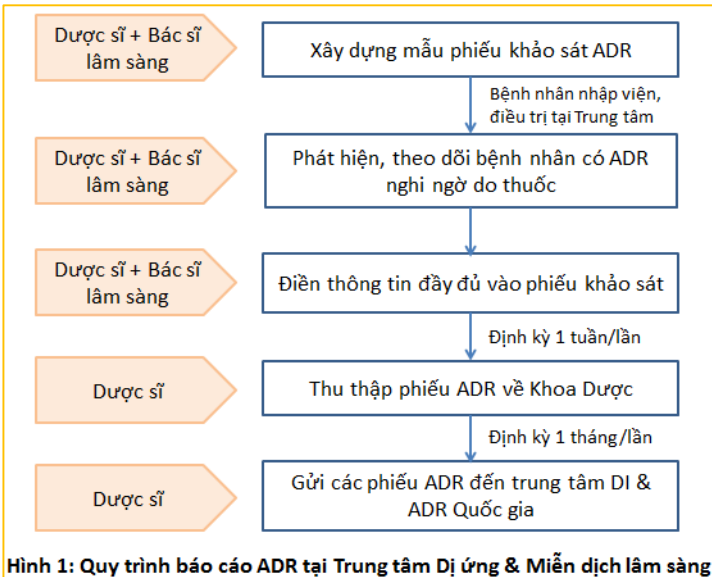 Dược sĩ + Bác sĩ
lâm sàng
Xây dựng mẫu phiếu khảo sát ADR
Bệnh nhân nhập viện,
điều trị tại Trung tâm
Dược sĩ + Bác sĩ
lâm sàng
Phát hiện, theo dõi bệnh nhân có ADR
nghi ngờ do thuốc
Dược sĩ + Bác sĩ
lâm sàng
Điền thông tin đầy đủ vào phiếu khảo sát
Định kỳ 1 tuần/lần
Dược sĩ
Thu thập phiếu ADR về Khoa Dược
Định kỳ 1 tháng/lần
Dược sĩ
Gửi các phiếu ADR đến trung tâm DI &
ADR Quốc gia
Hình 1: Quy trình báo cáo ADR tại Trung tâm Dị ứng & Miễn dịch lâm sàng